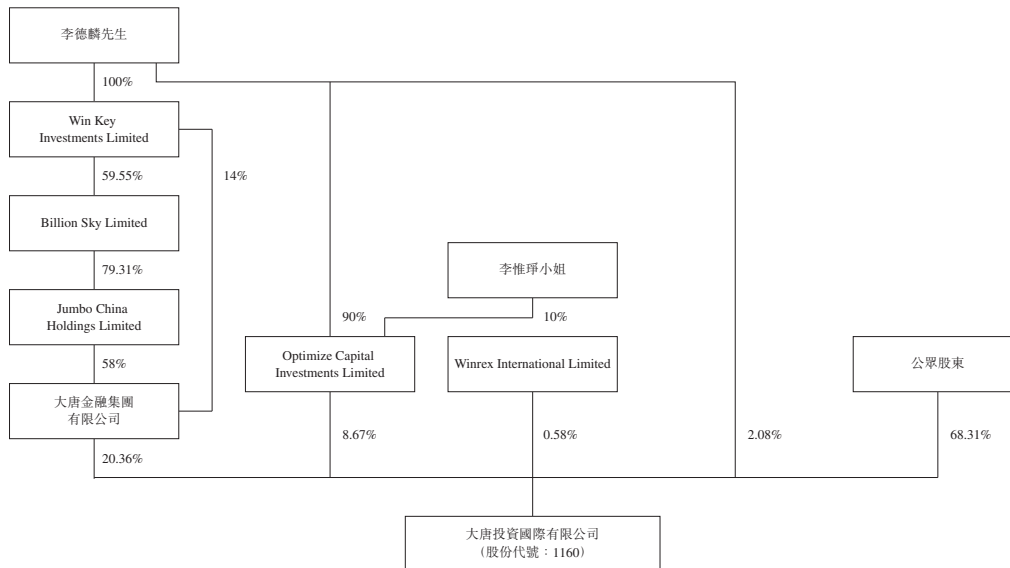 李德麟先生
100%
Win Key
Investments Limited
59.55%
14%
Billion Sky Limited
79.31%
李惟琤小姐
Jumbo China
Holdings Limited
90%
10%
58%
Optimize Capital
Investments Limited
Winrex International Limited
公眾股東
大唐金融集團
有限公司
20.36%
8.67%
0.58%
2.08%
68.31%
大唐投資國際有限公司
(股份代號：1160)